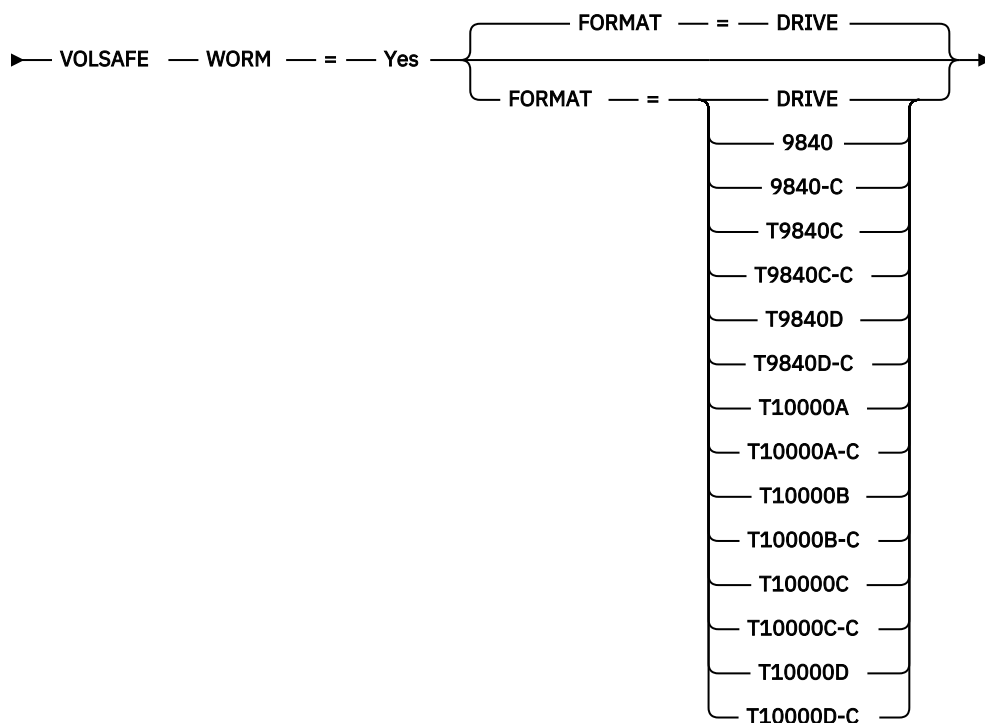 FORMAT = DRIVE
VOLSAFE WORM = Yes
FORMAT = DRIVE
9840
9840-C
T9840C
T9840C-C
T9840D
T9840D-C
T10000A
T10000A-C
T10000B
T10000B-C
T10000C
T10000C-C
T10000D
T10000D-C